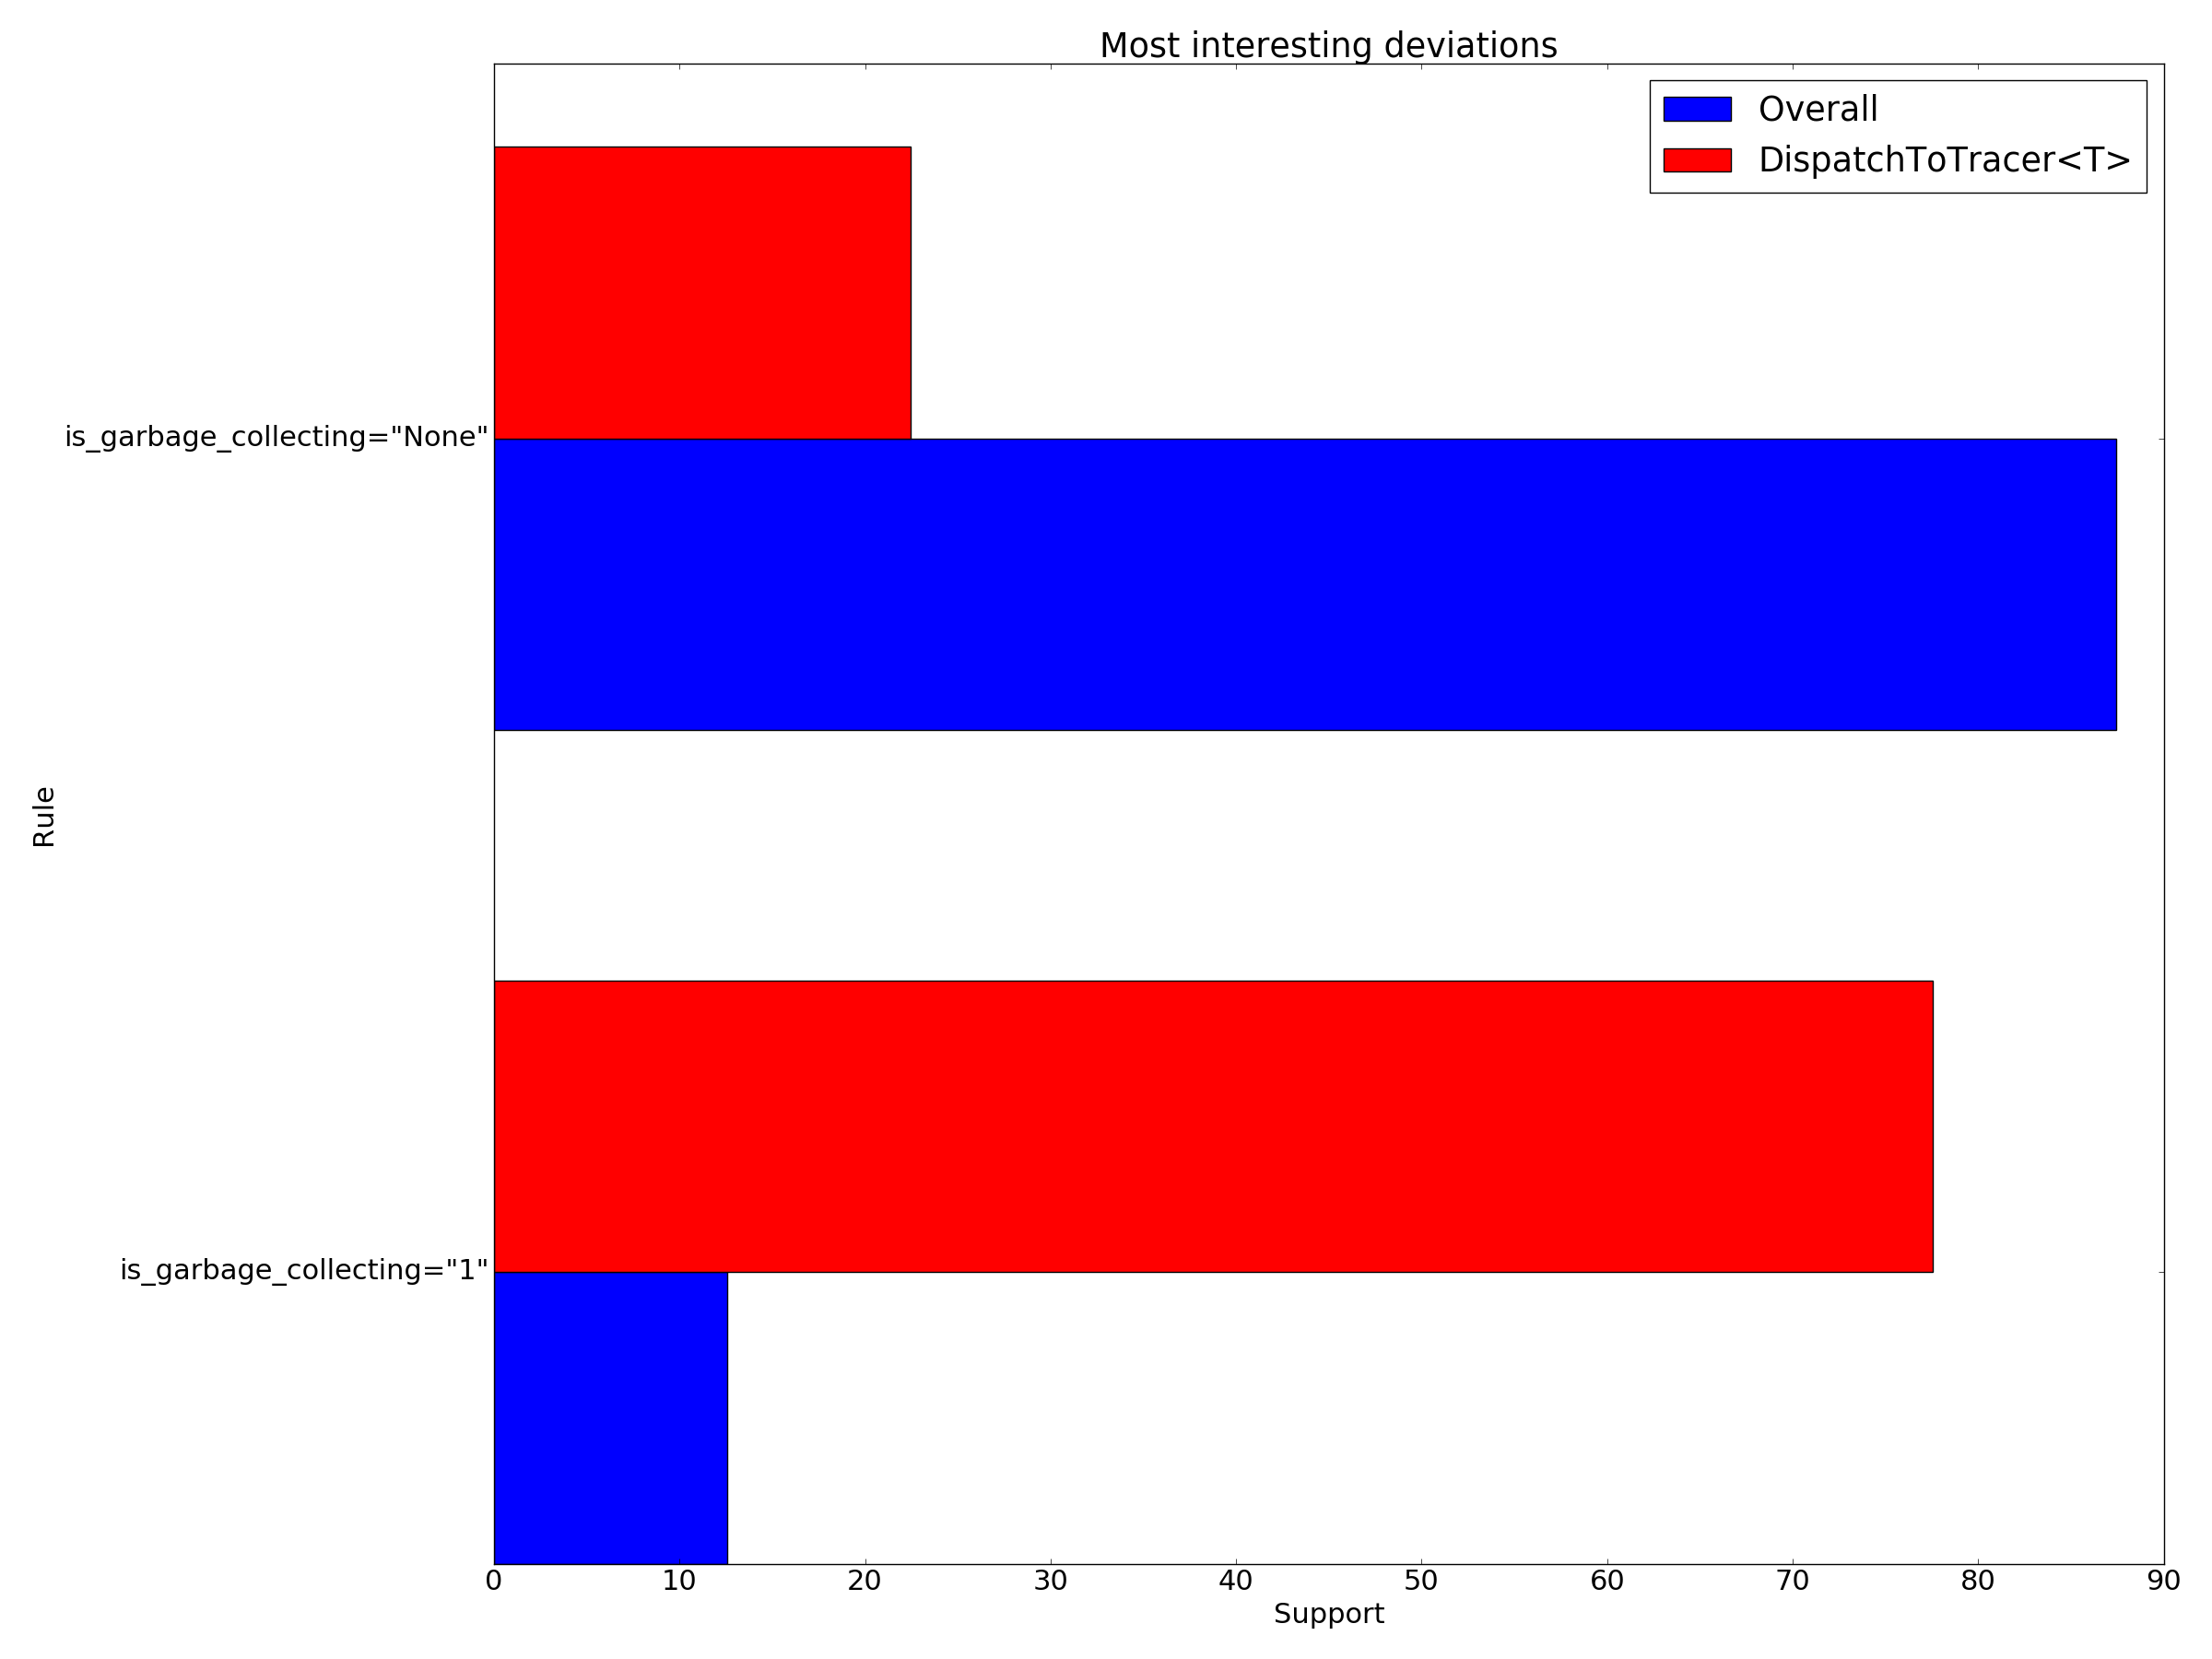 Most interesting deviations
Overall
DispatchToTracer<T>
is_garbage_collecting="None"
Rule
is_garbage_collecting="1"
0 10 20 30 40 50 60 70 80 90
Support